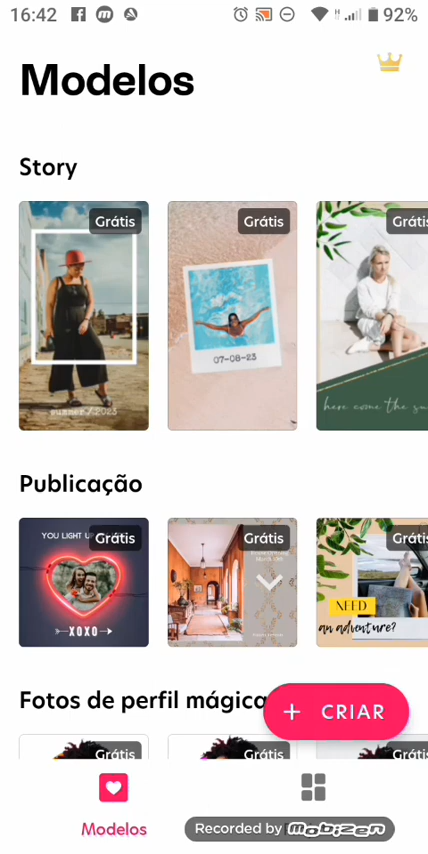 16:42
92%
Modelos
Story
Grátis
Grátis
Grátis
summer / 2023
07-08-23
here come the su
Publicação
Grátis
Grátis
Grátis
YOU LIGHT U
XOXO
NEED
an adventure?
Fotos de perfil mágica
+ CRIAR
Grátis
Grátis
Grátis
Modelos
Recorded by mobizen